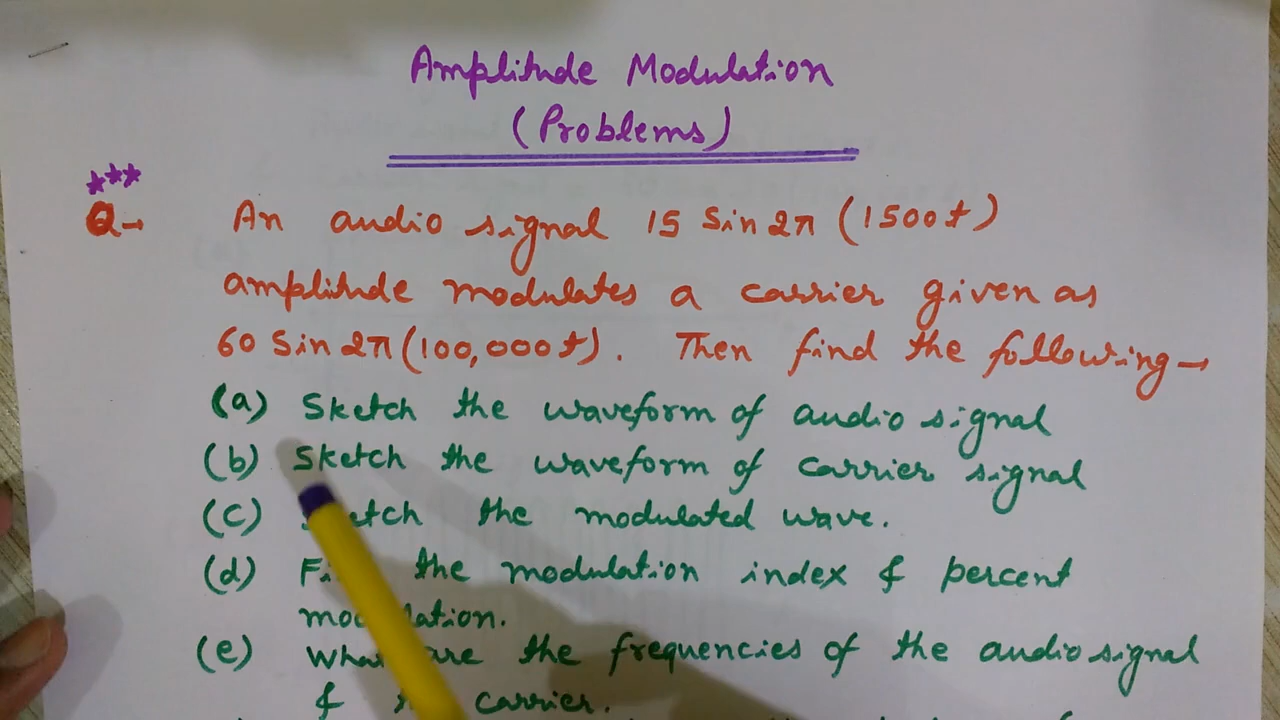 Amplitude Modulation
(Problems)
*** 
Q→ An audio signal 15 Sin 2π (1500t)
amplitude modulates a carrier given as
60 Sin 2π (100,000t). Then find the following→
(a) Sketch the waveform of audio signal
(b) Sketch the waveform of carrier signal
(c) the modulated wave.
(d) the modulation index & percent
(e) are the frequencies of the audio signal
& carrier.